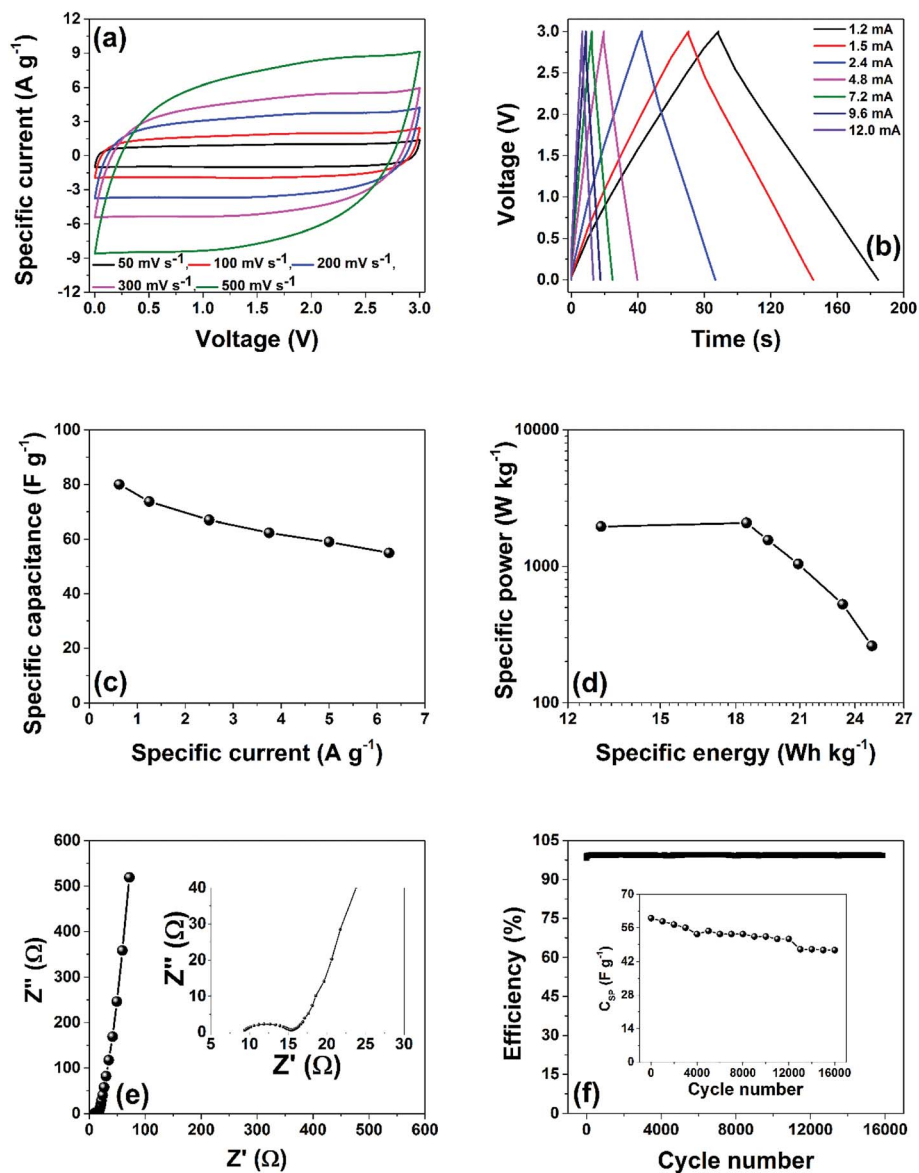 (a)
Specific current (A g⁻¹)
12
9
6
3
0
-3
-6
-9
-12
50 mV s⁻¹, 100 mV s⁻¹, 200 mV s⁻¹,
300 mV s⁻¹ 500 mV s⁻¹
0.0 0.5 1.0 1.5 2.0 2.5 3.0
Voltage (V)
(b)
Voltage (V)
3.0
2.5
2.0
1.5
1.0
0.5
0.0
1.2 mA
1.5 mA
2.4 mA
4.8 mA
7.2 mA
9.6 mA
12.0 mA
0 40 80 120 160 200
Time (s)
(c)
Specific capacitance (F g⁻¹)
100
80
60
40
20
0
0 1 2 3 4 5 6 7
Specific current (A g⁻¹)
(d)
Specific power (W kg⁻¹)
10000
1000
100
12 15 18 21 24 27
Specific energy (Wh kg⁻¹)
(e)
Z'' (Ω)
600
500
400
300
200
100
0
0 100 200 300 400 500 600
Z' (Ω)
Z'' (Ω)
40
30
20
10
0
5 10 15 20 25 30
Z' (Ω)
(f)
Efficiency (%)
105
90
75
60
45
30
15
0
0 4000 8000 12000 16000
Cycle number
C_SP (F g⁻¹)
70
56
42
28
14
0
0 4000 8000 12000 16000
Cycle number